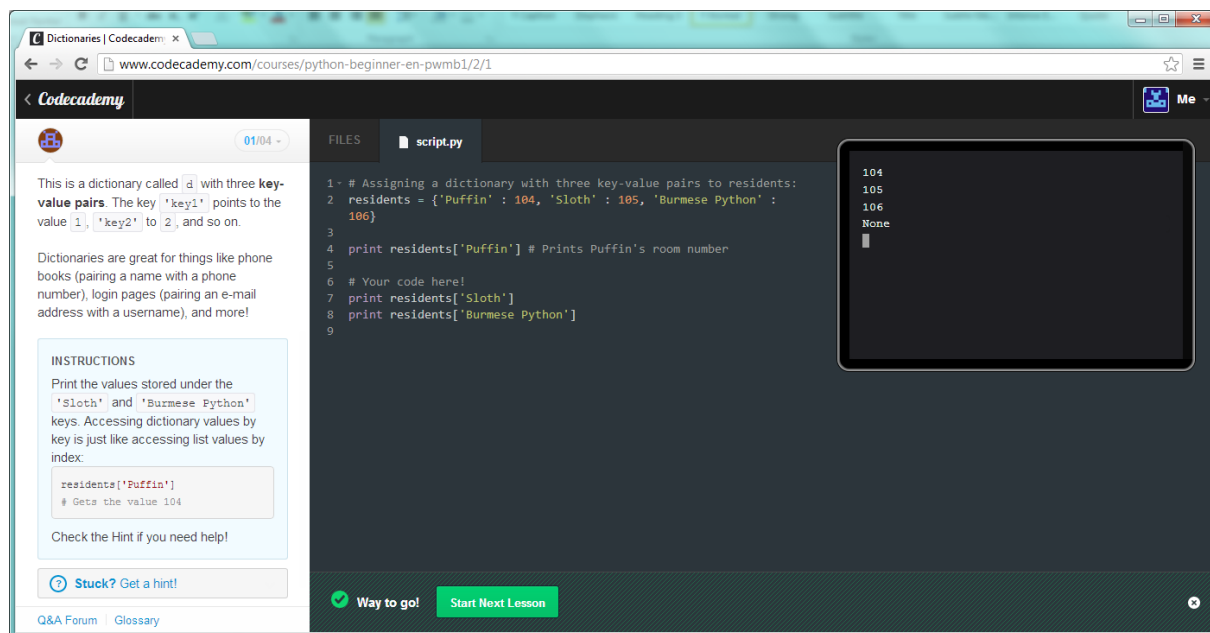 Dictionaries | Codecadem
www.codecademy.com/courses/python-beginner-en-pwmb1/2/1
Codecademy
Me
01/04
This is a dictionary called d with three key-
value pairs. The key 'key1' points to the
value 1 , 'key2' to 2 , and so on.
Dictionaries are great for things like phone
books (pairing a name with a phone
number), login pages (pairing an e-mail
address with a username), and more!
INSTRUCTIONS
Print the values stored under the
'Sloth' and 'Burmese Python'
keys. Accessing dictionary values by
key is just like accessing list values by
index:
residents['Puffin']
# Gets the value 104
Check the Hint if you need help!
? Stuck? Get a hint!
Q&A Forum Glossary
FILES script.py
1 # Assigning a dictionary with three key-value pairs to residents:
2 residents = {'Puffin' : 104, 'Sloth' : 105, 'Burmese Python' :
106}
3
4 print residents['Puffin'] # Prints Puffin's room number
5
6 # Your code here!
7 print residents['Sloth']
8 print residents['Burmese Python']
9
104
105
106
None
Way to go! Start Next Lesson